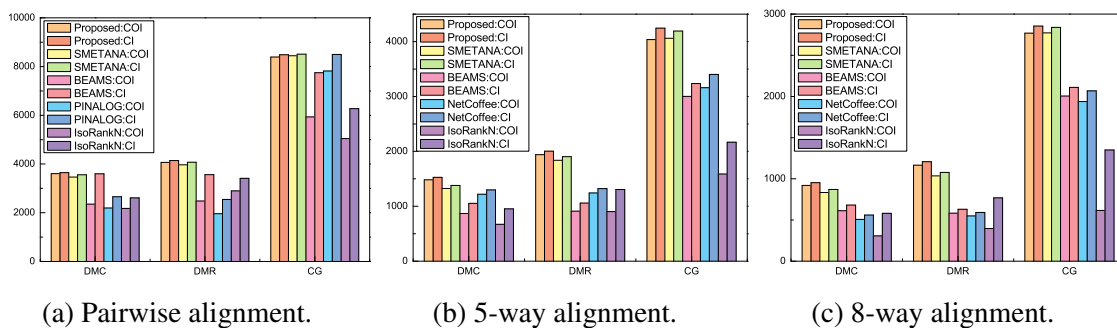 10000
8000
6000
4000
2000
0
Proposed:COI
Proposed:CI
SMETANA:COI
SMETANA:CI
BEAMS:COI
BEAMS:CI
PINALOG:COI
PINALOG:CI
IsoRankN:COI
IsoRankN:CI
DMC DMR CG
(a) Pairwise alignment.
4000
3000
2000
1000
0
Proposed:COI
Proposed:CI
SMETANA:COI
SMETANA:CI
BEAMS:COI
BEAMS:CI
NetCoffee:COI
NetCoffee:CI
IsoRankN:COI
IsoRankN:CI
DMC DMR CG
(b) 5-way alignment.
3000
2000
1000
0
Proposed:COI
Proposed:CI
SMETANA:COI
SMETANA:CI
BEAMS:COI
BEAMS:CI
NetCoffee:COI
NetCoffee:CI
IsoRankN:COI
IsoRankN:CI
DMC DMR CG
(c) 8-way alignment.